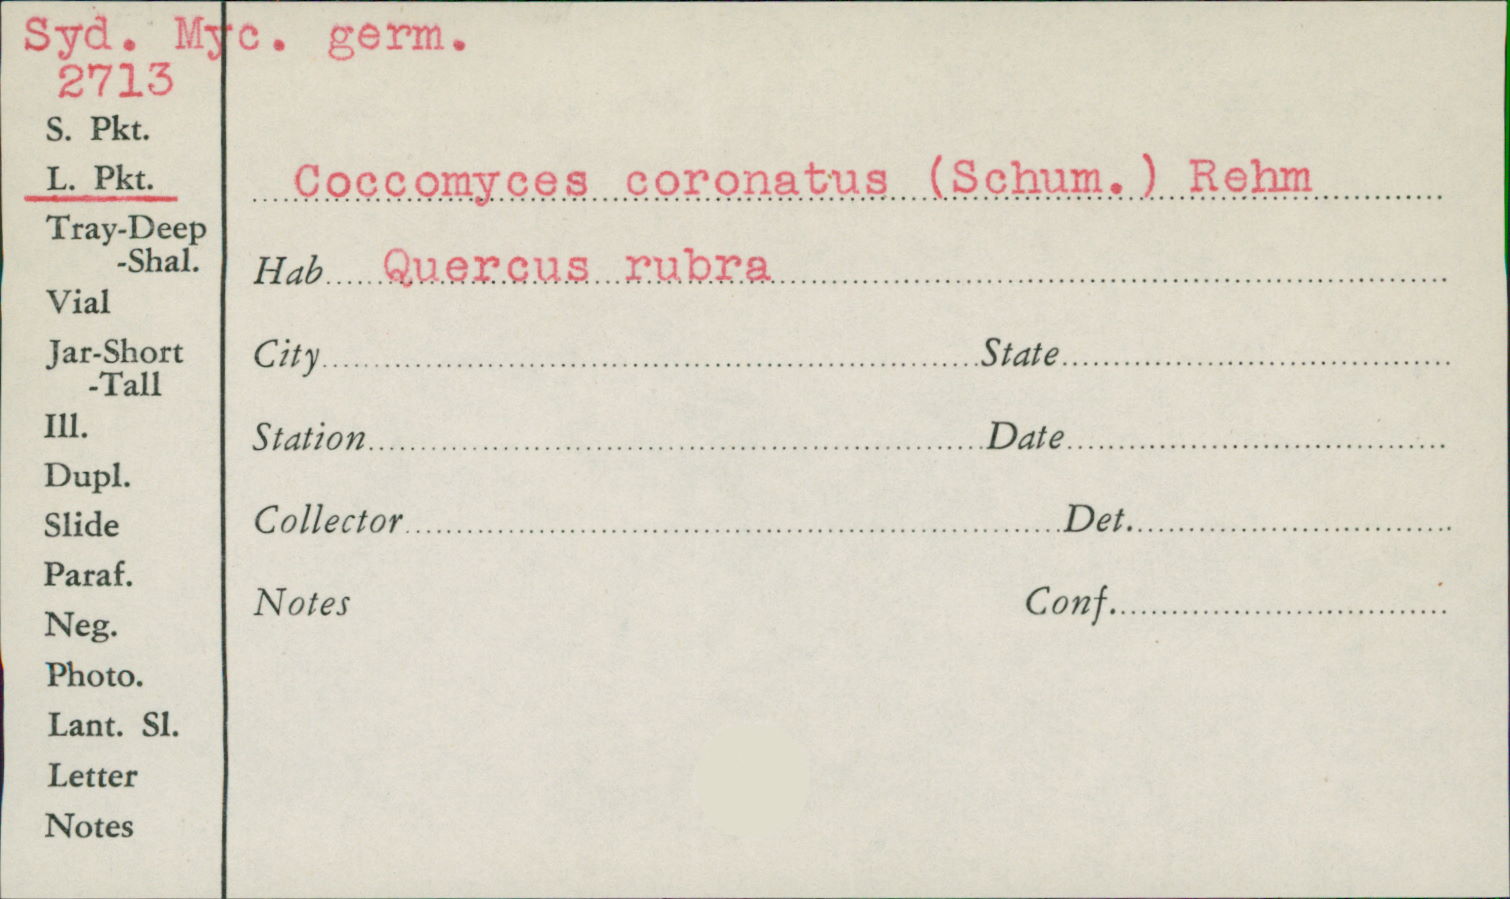 Syd. Myc. germ.
2713
S. Pkt.
L. Pkt.
Tray-Deep
-Shal.
Vial
Jar-Short
-Tall
Ill.
Dupl.
Slide
Paraf.
Neg.
Photo.
Lant. Sl.
Letter
Notes
Coccomyces coronatus (Schum.) Rehm
Hab Quercus rubra
City State
Station Date
Collector Det.
Notes Conf.